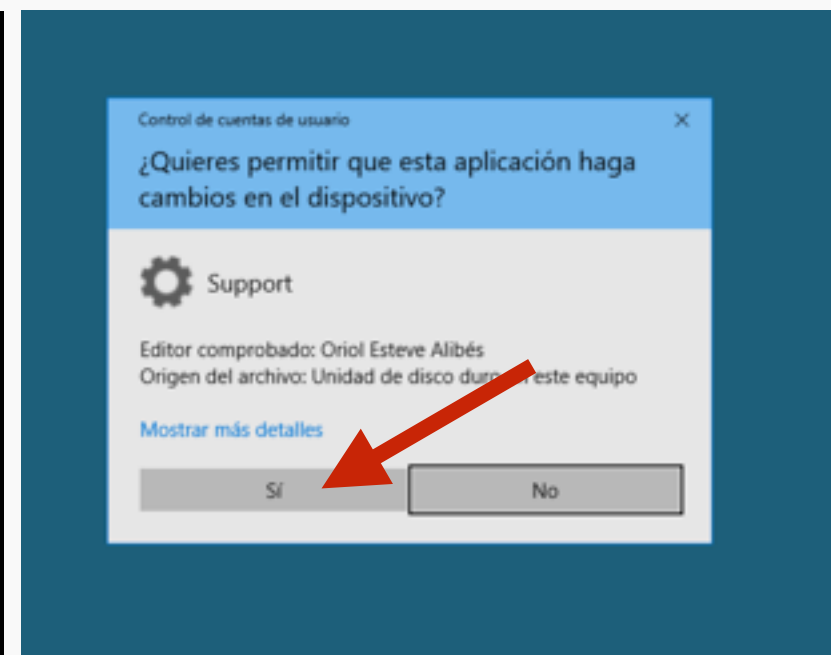 Control de cuentas de usuario
¿Quieres permitir que esta aplicación haga
cambios en el dispositivo?
Support
Editor comprobado: Oriol Esteve Alibés
Origen del archivo: Unidad de disco este equipo
Mostrar más detalles
Sí
No